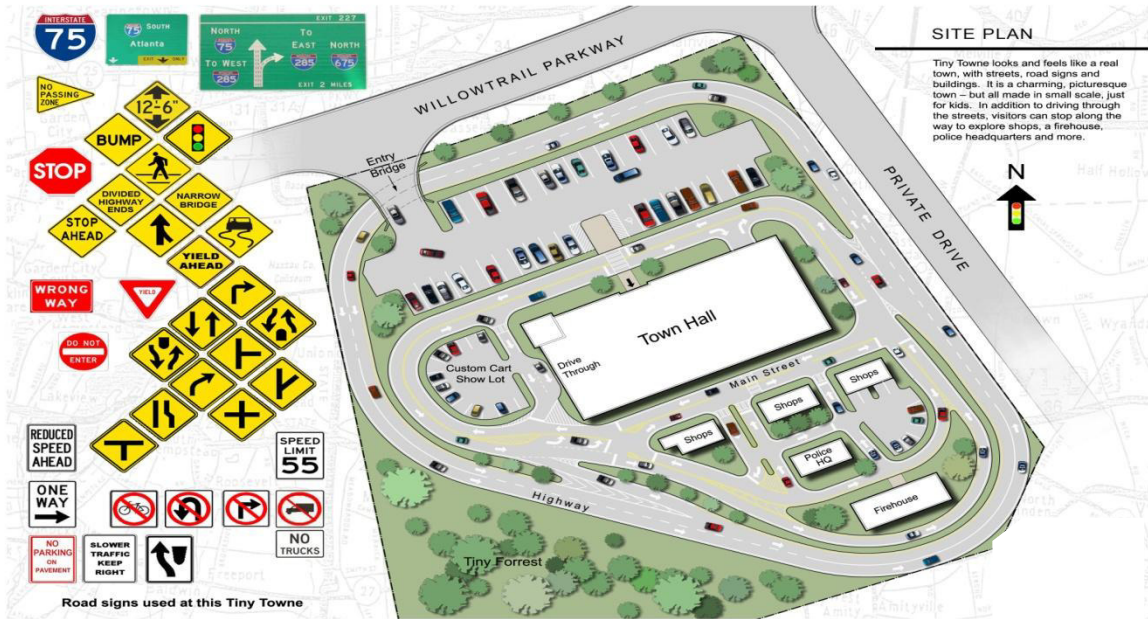 INTERSTATE
75
75 SOUTH
Atlanta
EXIT ONLY
EXIT 227
NORTH
75
TO WEST
285
TO
EAST
285
NORTH
675
EXIT 2 MILES
NO
PASSING
ZONE
12'-6"
BUMP
STOP
DIVIDED
HIGHWAY
ENDS
NARROW
BRIDGE
STOP
AHEAD
YIELD
AHEAD
WRONG
WAY
YIELD
DO NOT
ENTER
REDUCED
SPEED
AHEAD
SPEED
LIMIT
55
ONE
WAY
NO
TRUCKS
NO
PARKING
ON
PAVEMENT
SLOWER
TRAFFIC
KEEP
RIGHT
Road signs used at this Tiny Towne
WILLOWTRAIL PARKWAY
PRIVATE DRIVE
Entry
Bridge
Town Hall
Drive
Through
Custom Cart
Show Lot
Main Street
Shops
Shops
Shops
Police
HQ
Firehouse
Highway
Tiny Forrest
SITE PLAN
Tiny Towne looks and feels like a real
town, with streets, road signs and
buildings. It is a charming, picturesque
town – but all made in small scale, just
for kids. In addition to driving through
the streets, visitors can stop along the
way to explore shops, a firehouse,
police headquarters and more.
N